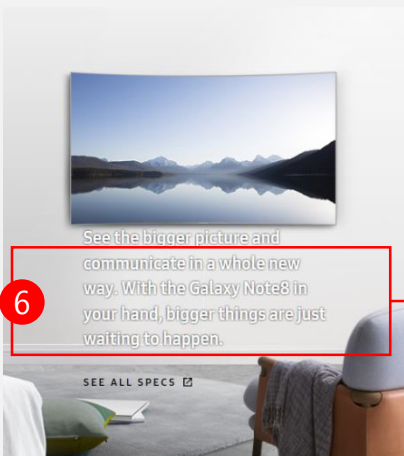 See the bigger picture and
communicate in a whole new
way. With the Galaxy Note8 in
your hand, bigger things are just
waiting to happen.
6
SEE ALL SPECS